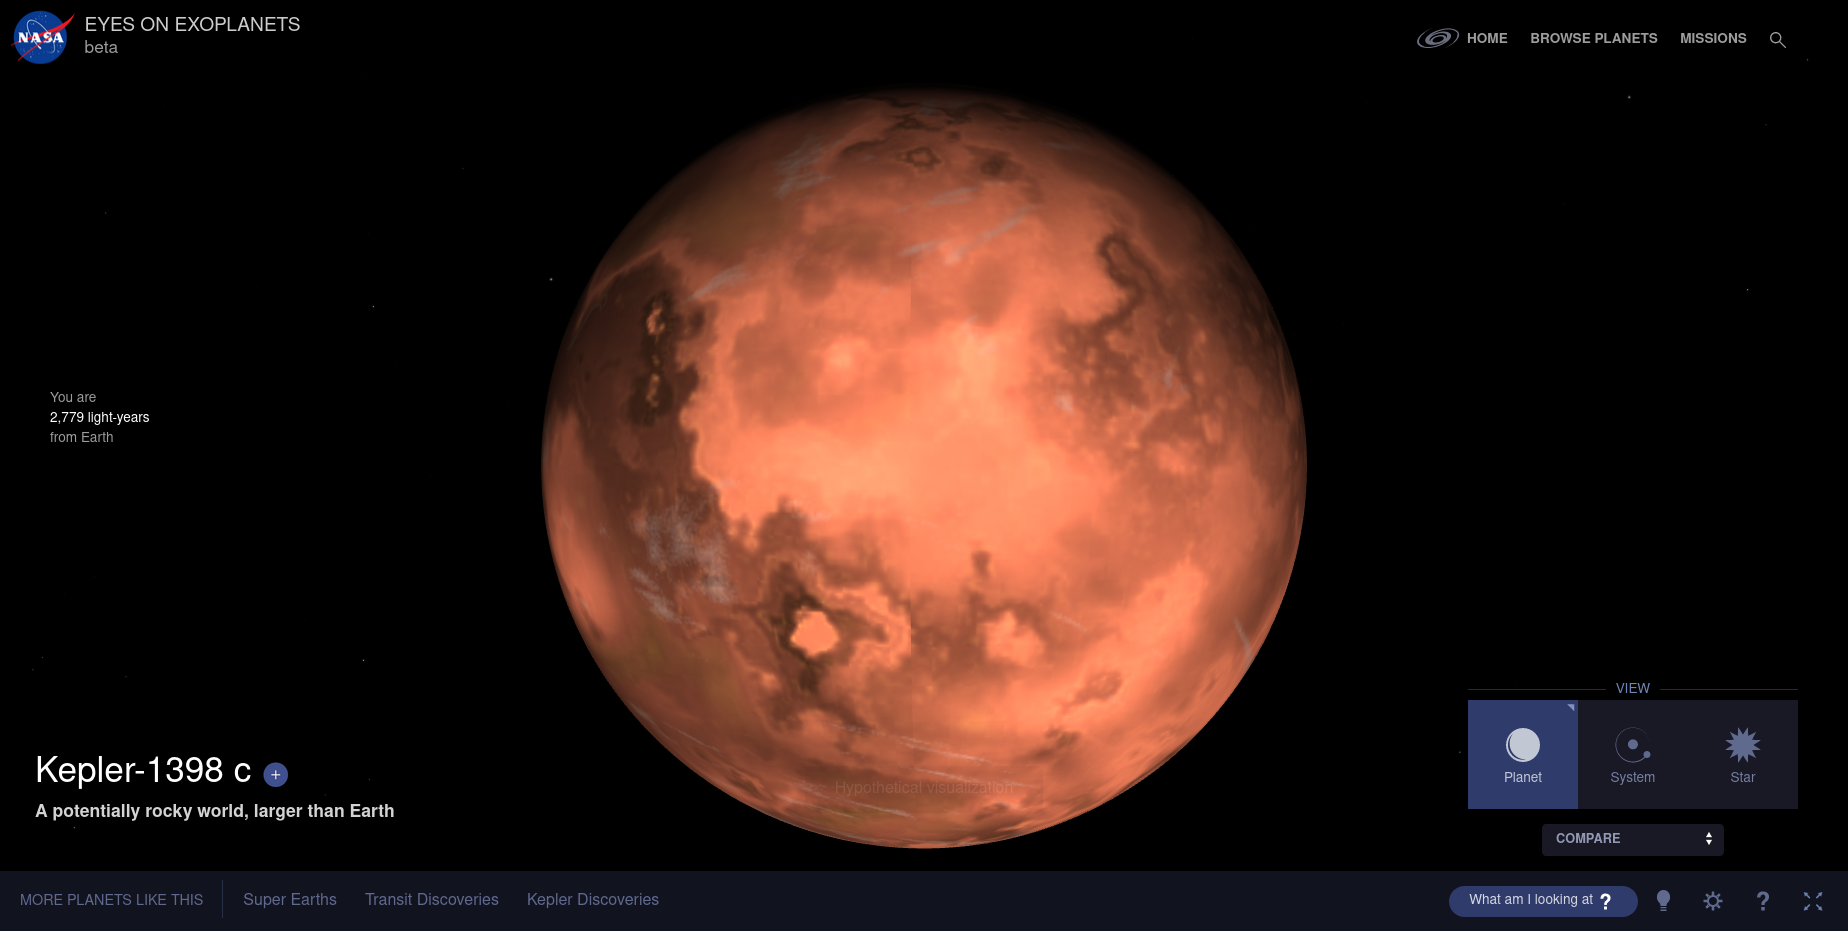 NASA
EYES ON EXOPLANETS
beta
HOME
BROWSE PLANETS
MISSIONS
You are
2,779 light-years
from Earth
Kepler-1398 c +
A potentially rocky world, larger than Earth
Hypothetical visualization
VIEW
Planet
System
Star
COMPARE
MORE PLANETS LIKE THIS
Super Earths
Transit Discoveries
Kepler Discoveries
What am I looking at ?
?